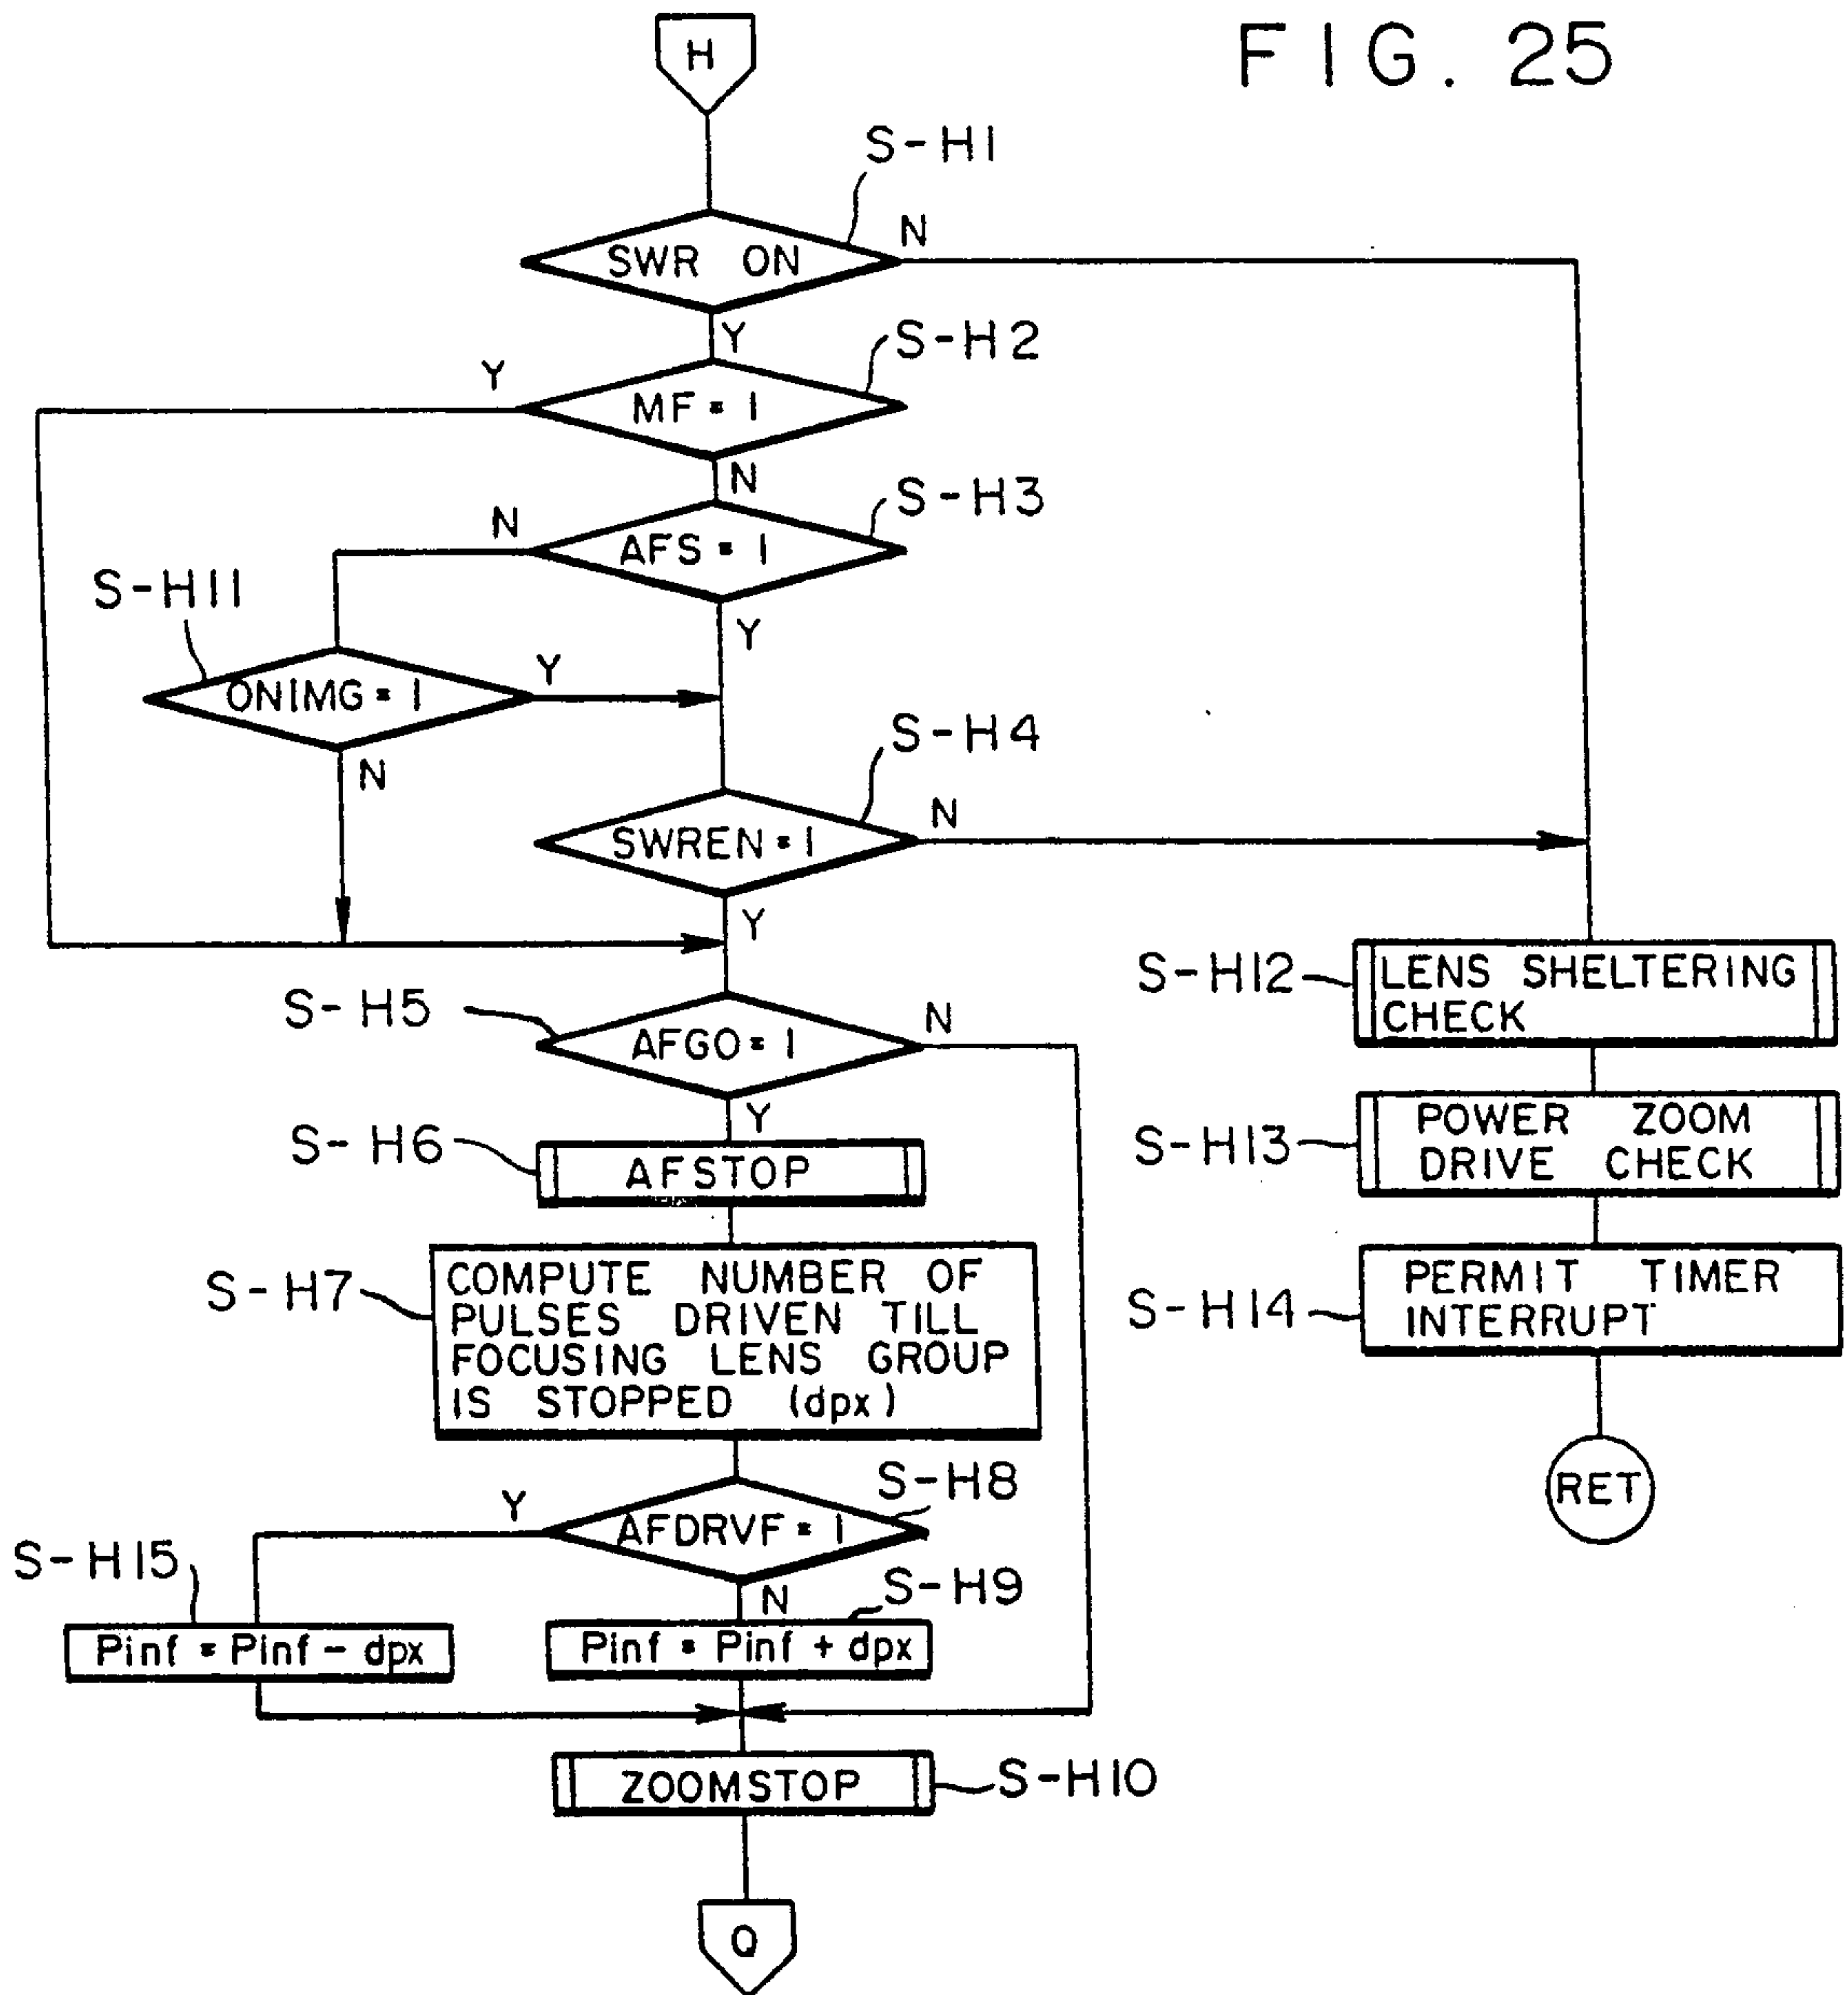 FIG. 25
H
S-H1
SWR ON
N
Y
S-H2
Y
MF = 1
N
S-H3
N
AFS = 1
S-H11
Y
ONIMG = 1
Y
N
S-H4
SWREN = 1
N
Y
S-H5
AFGO = 1
N
Y
S-H6
AFSTOP
S-H7
COMPUTE NUMBER OF
PULSES DRIVEN TILL
FOCUSING LENS GROUP
IS STOPPED (dpx)
S-H8
Y
AFDRVF = 1
N
S-H15
Pinf = Pinf - dpx
S-H9
Pinf = Pinf + dpx
ZOOMSTOP
S-H10
Q
S-H12
LENS SHELTERING
CHECK
S-H13
POWER ZOOM
DRIVE CHECK
S-H14
PERMIT TIMER
INTERRUPT
RET